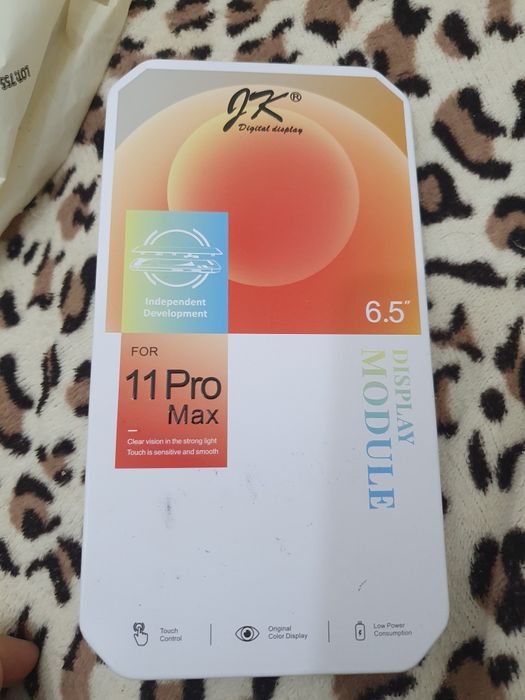 JK®
Digital display
Independent
Development
6.5"
FOR
11 Pro
Max
Clear vision in the strong light
Touch is sensitive and smooth
DISPLAY
MODULE
Touch
Control
Original
Color Display
Low Power
Consumption